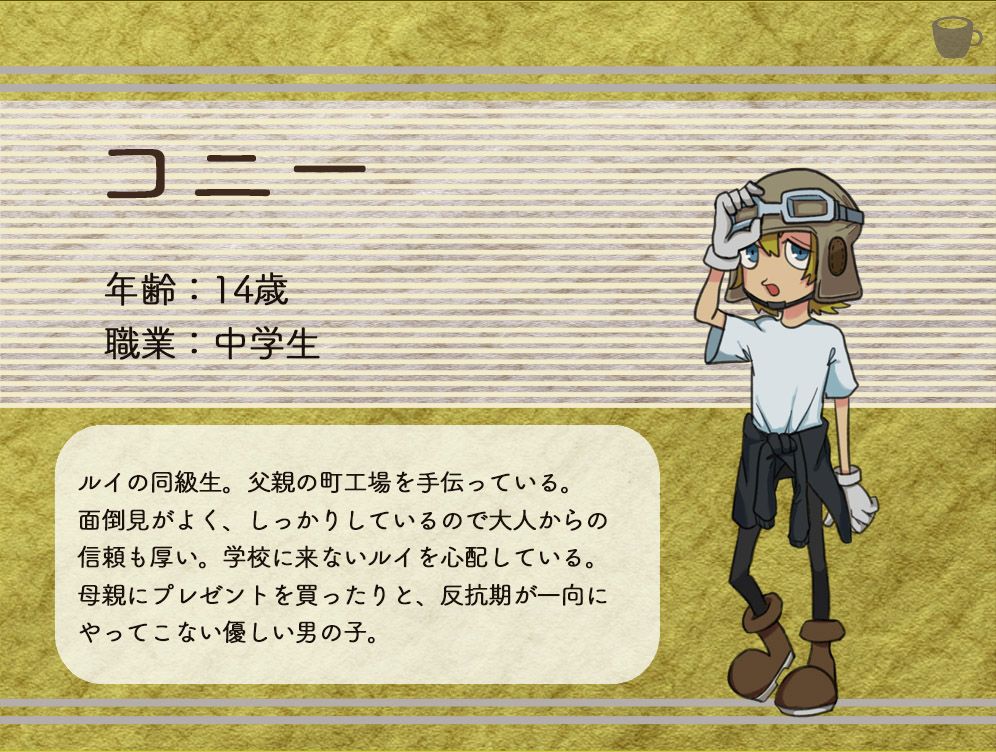 コニー
年齢：14歳
職業：中学生
ルイの同級生。父親の町工場を手伝っている。
面倒見がよく、しっかりしているので大人からの
信頼も厚い。学校に来ないルイを心配している。
母親にプレゼントを買ったりと、反抗期が一向に
やってこない優しい男の子。